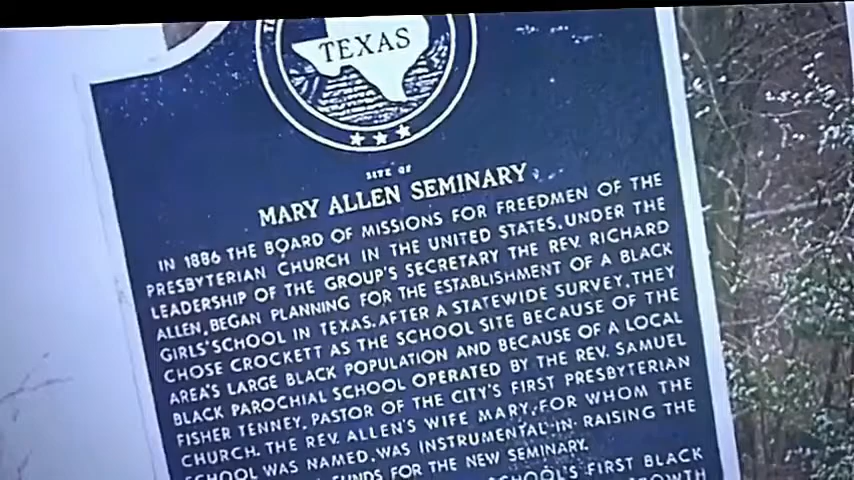 TEXAS
SITE OF
MARY ALLEN SEMINARY
IN 1886 THE BOARD OF MISSIONS FOR FREEDMEN OF THE
PRESBYTERIAN CHURCH IN THE UNITED STATES, UNDER THE
LEADERSHIP OF THE GROUP'S SECRETARY THE REV. RICHARD
ALLEN, BEGAN PLANNING FOR THE ESTABLISHMENT OF A BLACK
GIRLS' SCHOOL IN TEXAS. AFTER A STATEWIDE SURVEY, THEY
CHOSE CROCKETT AS THE SCHOOL SITE BECAUSE OF THE
AREA'S LARGE BLACK POPULATION AND BECAUSE OF A LOCAL
BLACK PAROCHIAL SCHOOL OPERATED BY THE REV. SAMUEL
FISHER TENNEY, PASTOR OF THE CITY'S FIRST PRESBYTERIAN
CHURCH. THE REV. ALLEN'S WIFE MARY, FOR WHOM THE
SCHOOL WAS NAMED, WAS INSTRUMENTAL IN RAISING THE
FUNDS FOR THE NEW SEMINARY.
SCHOOL'S FIRST BLACK